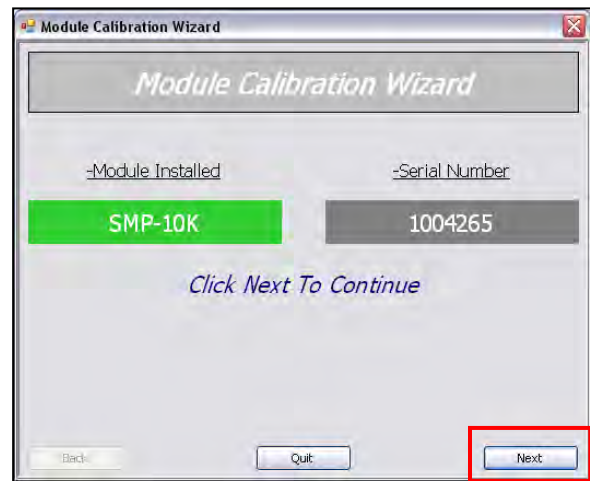 Module Calibration Wizard
Module Calibration Wizard
-Module Installed
-Serial Number
SMP-10K
1004265
Click Next To Continue
Back
Quit
Next